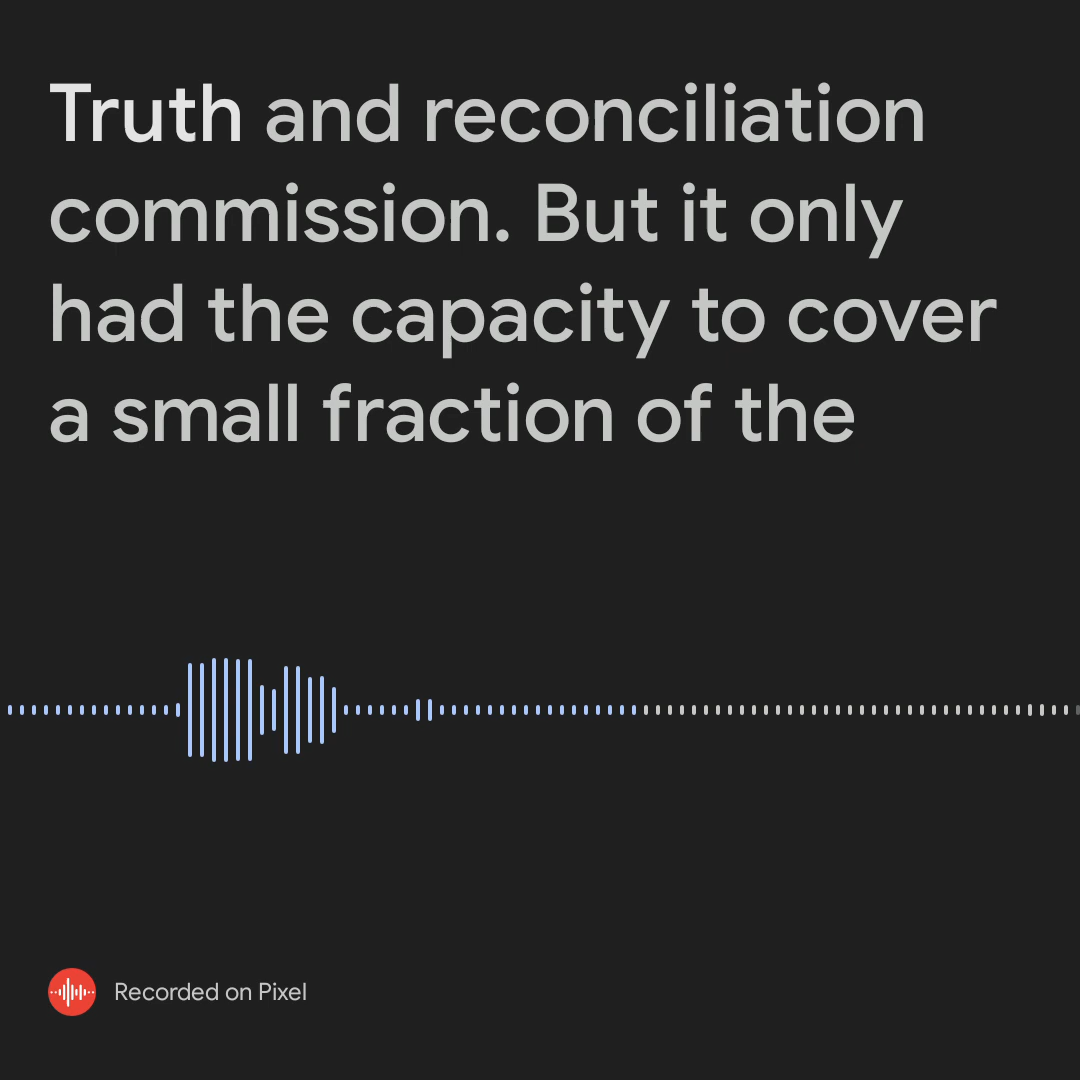 Truth and reconciliation
commission. But it only
had the capacity to cover
a small fraction of the
Recorded on Pixel